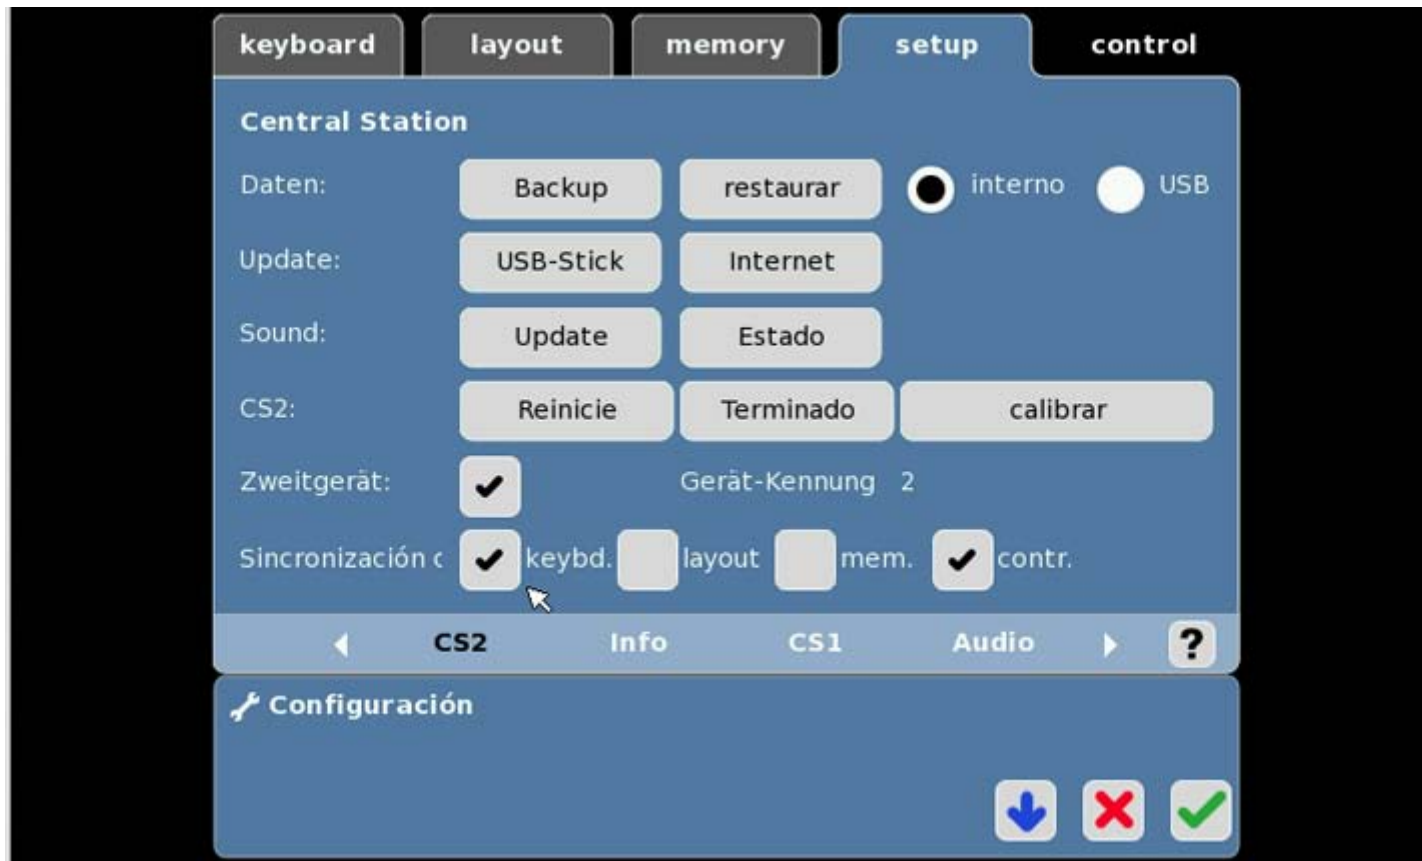 keyboard layout memory setup control
Central Station
Daten: Backup restaurar interno USB
Update: USB-Stick Internet
Sound: Update Estado
CS2: Reinicie Terminado calibrar
Zweitgerät: Gerät-Kennung 2
Sincronización c keybd. layout mem. contr.
CS2 Info CS1 Audio ?
Configuración